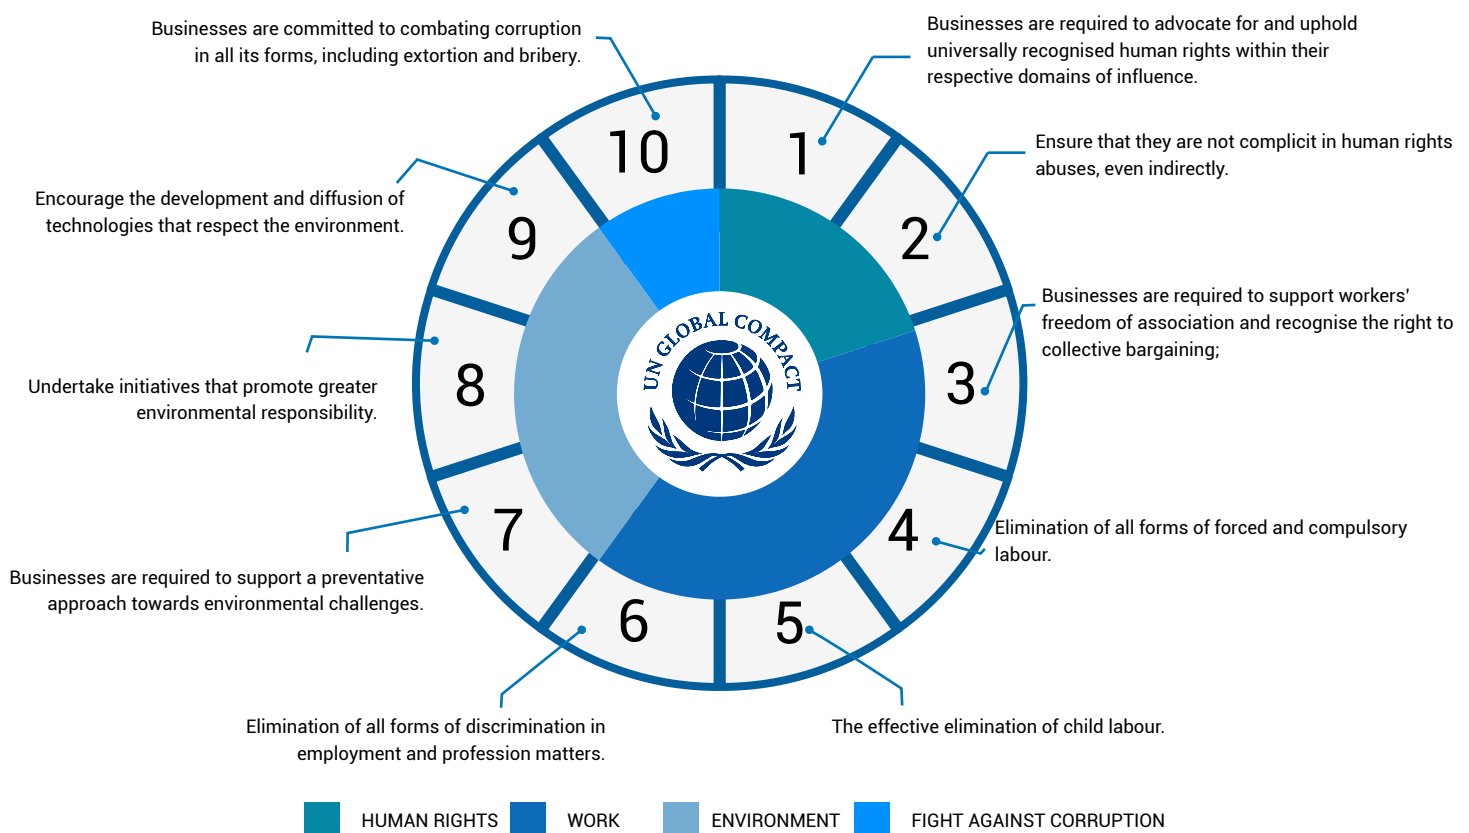 Businesses are committed to combating corruption
in all its forms, including extortion and bribery.
Businesses are required to advocate for and uphold
universally recognised human rights within their
respective domains of influence.
Ensure that they are not complicit in human rights
abuses, even indirectly.
Encourage the development and diffusion of
technologies that respect the environment.
Businesses are required to support workers'
freedom of association and recognise the right to
collective bargaining;
Undertake initiatives that promote greater
environmental responsibility.
Elimination of all forms of forced and compulsory
labour.
Businesses are required to support a preventative
approach towards environmental challenges.
Elimination of all forms of discrimination in
employment and profession matters.
The effective elimination of child labour.
10
1
2
3
4
5
6
7
8
9
UN GLOBAL COMPACT
HUMAN RIGHTS
WORK
ENVIRONMENT
FIGHT AGAINST CORRUPTION